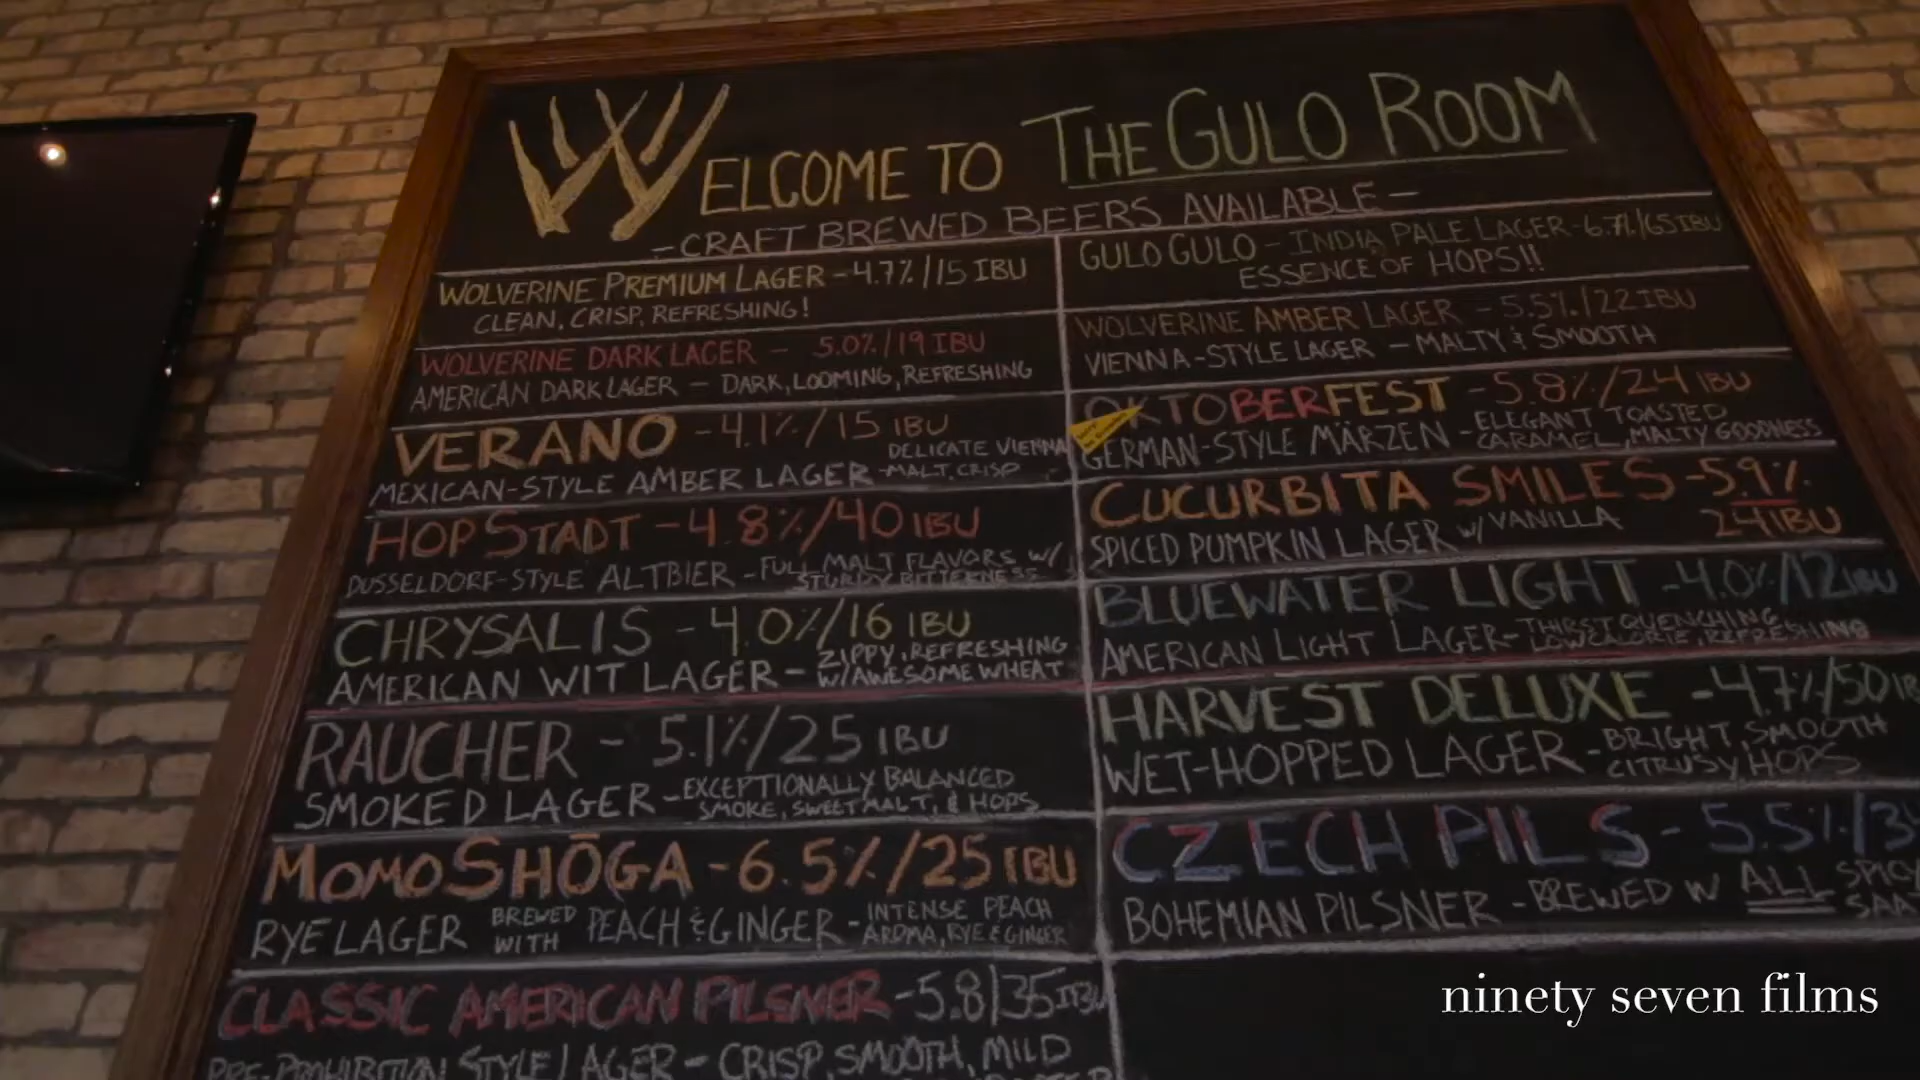 WELCOME TO THE GULO ROOM
- CRAFT BREWED BEERS AVAILABLE -
WOLVERINE PREMIUM LAGER - 4.7% / 15 IBU
CLEAN, CRISP, REFRESHING!
WOLVERINE DARK LAGER - 5.0% / 19 IBU
AMERICAN DARK LAGER - DARK, LOOMING, REFRESHING
VERANO - 4.1% / 15 IBU
DELICATE VIENNA
MEXICAN-STYLE AMBER LAGER - MALT, CRISP
HOPSTADT - 4.8% / 40 IBU
DUSSELDORF-STYLE ALTBIER - FULL MALT FLAVORS W/
STURDY BITTERNESS
CHRYSALIS - 4.0% / 16 IBU
ZIPPY, REFRESHING
AMERICAN WIT LAGER - W/AWESOME WHEAT
RAUCHER - 5.1% / 25 IBU
EXCEPTIONALLY BALANCED
SMOKED LAGER - SMOKE, SWEET MALT, & HOPS
MOMO SHŌGA - 6.5% / 25 IBU
RYE LAGER BREWED WITH PEACH & GINGER - INTENSE PEACH
AROMA, RYE & GINGER
CLASSIC AMERICAN PILSNER - 5.8 / 35 IBU
PRE-PROHIBITION STYLE LAGER - CRISP, SMOOTH, MILD
GULO GULO - INDIA PALE LAGER - 6.7% / 65 IBU
ESSENCE OF HOPS!!
WOLVERINE AMBER LAGER - 5.5% / 22 IBU
VIENNA-STYLE LAGER - MALTY & SMOOTH
OKTOBERFEST - 5.8% / 24 IBU
GERMAN-STYLE MÄRZEN - ELEGANT TOASTED
CARAMEL, MALTY GOODNESS
CUCURBITA SMILES - 5.9%
24 IBU
SPICED PUMPKIN LAGER W/ VANILLA
BLUEWATER LIGHT - 4.0% / 12 IBU
AMERICAN LIGHT LAGER - THIRST QUENCHING,
LOW CALORIE, REFRESHING
HARVEST DELUXE - 4.7% / 50 IB
WET-HOPPED LAGER - BRIGHT, SMOOTH
CITRUSY HOPS
CZECH PILS - 5.5% / 3
BOHEMIAN PILSNER - BREWED W ALL SPICY
SAA
ninety seven films